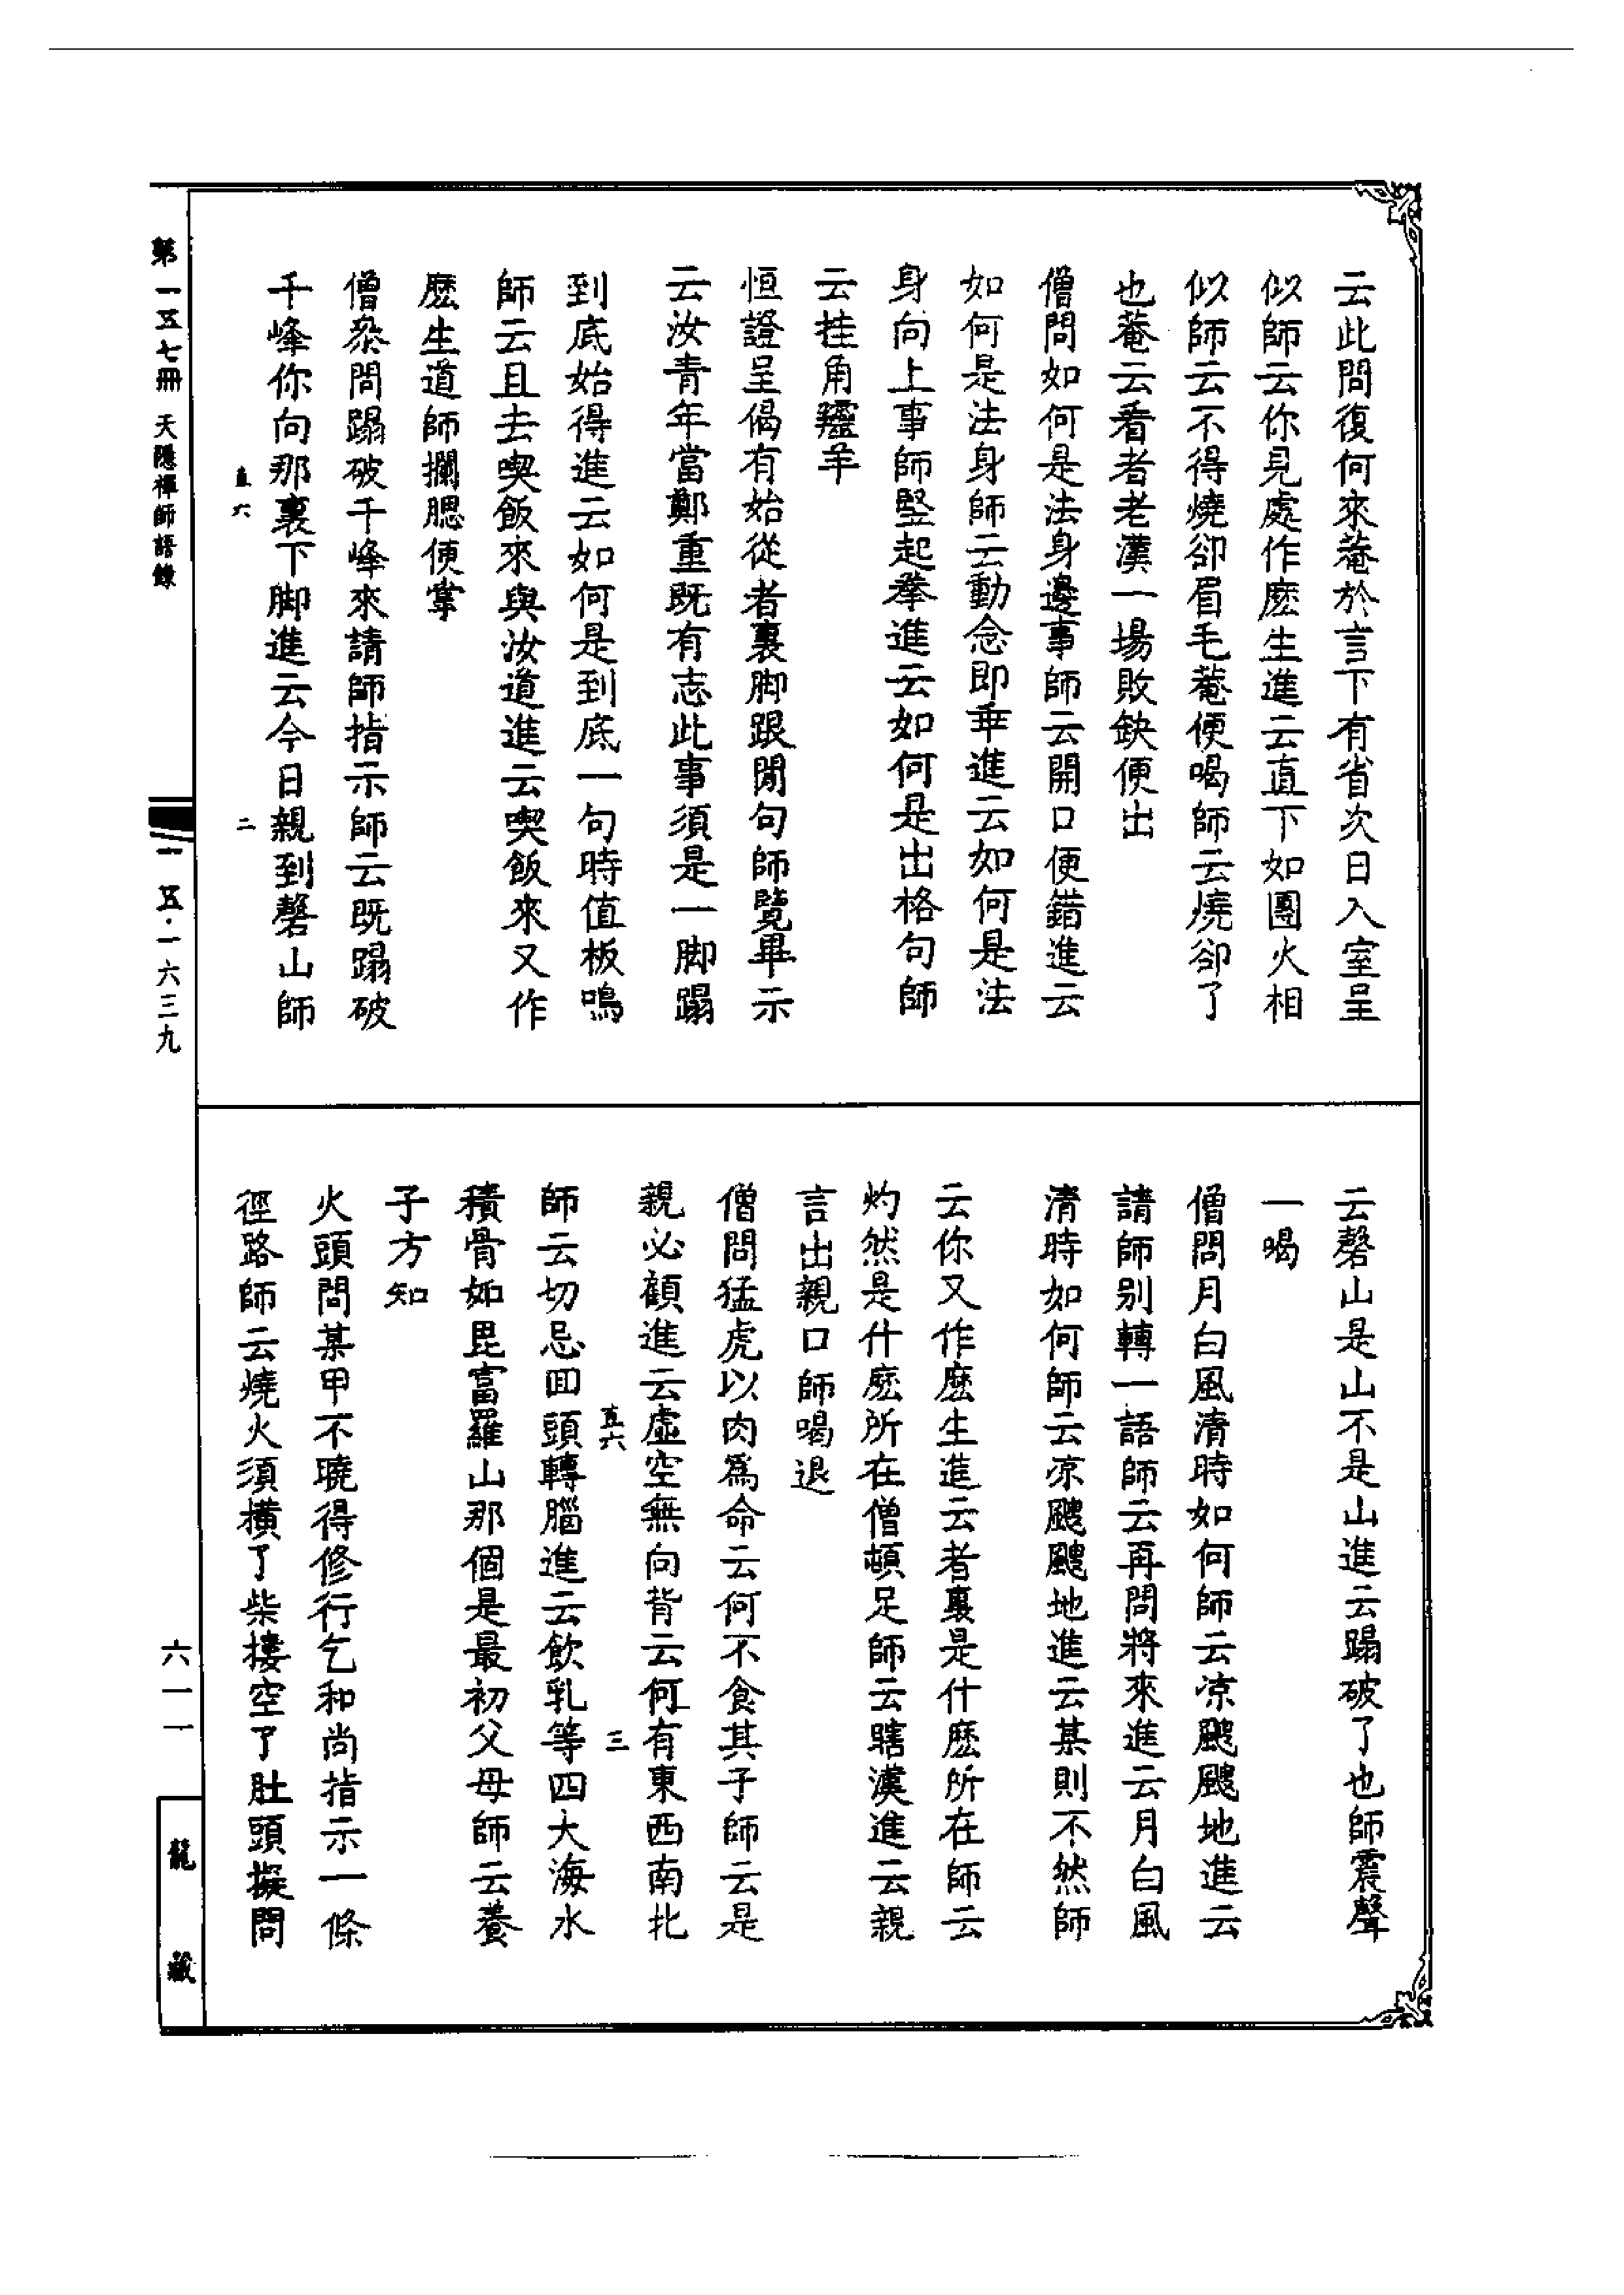 云此問復何來菴於言下有省次日入室呈
似師云你見處作麽生進云直下如團火相
似師云不得燒卻眉毛菴便喝師云燒卻了
也菴云看者老漢一場敗缺便出
僧問如何是法身邊事師云開口便錯進云
如何是法身師云動念即乖進云如何是法
身向上事師竪起拳進云如何是出格句師
云挂角𦏰羊
恒證呈偈有始從者裏脚跟閒句師覽畢示
云汝青年當鄭重既有志此事須是一脚蹋
到底始得進云如何是到底一句時值板鳴
師云且去喫飯來與汝道進云喫飯來又作
麽生道師攔腮便掌
僧叅問蹋破千峰來請師指示師云既蹋破
千峰你向那裏下脚進云今日親到磬山師
直六
二
云磬山是山不是山進云蹋破了也師震聲
一喝
僧問月白風清時如何師云凉颼颼地進云
請師别轉一語師云再問將來進云月白風
清時如何師云凉颼颼地進云某則不然師
云你又作麽生進云者裏是什麽所在師云
灼然是什麽所在僧頓足師云瞎漢進云親
言出親口師喝退
僧問猛虎以肉爲命云何不食其子師云是
親必顧進云虛空無向背云何有東西南北
直六
三
師云切忌回頭轉腦進云飲乳等四大海水
積骨如毘富羅山那個是最初父母師云養
子方知
火頭問某甲不曉得修行乞和尚指示一條
徑路師云燒火須橫了柴摟空了肚頭擬問
第一五七冊 天隱禪師語錄
一一五·一六三九
六一一
龍藏